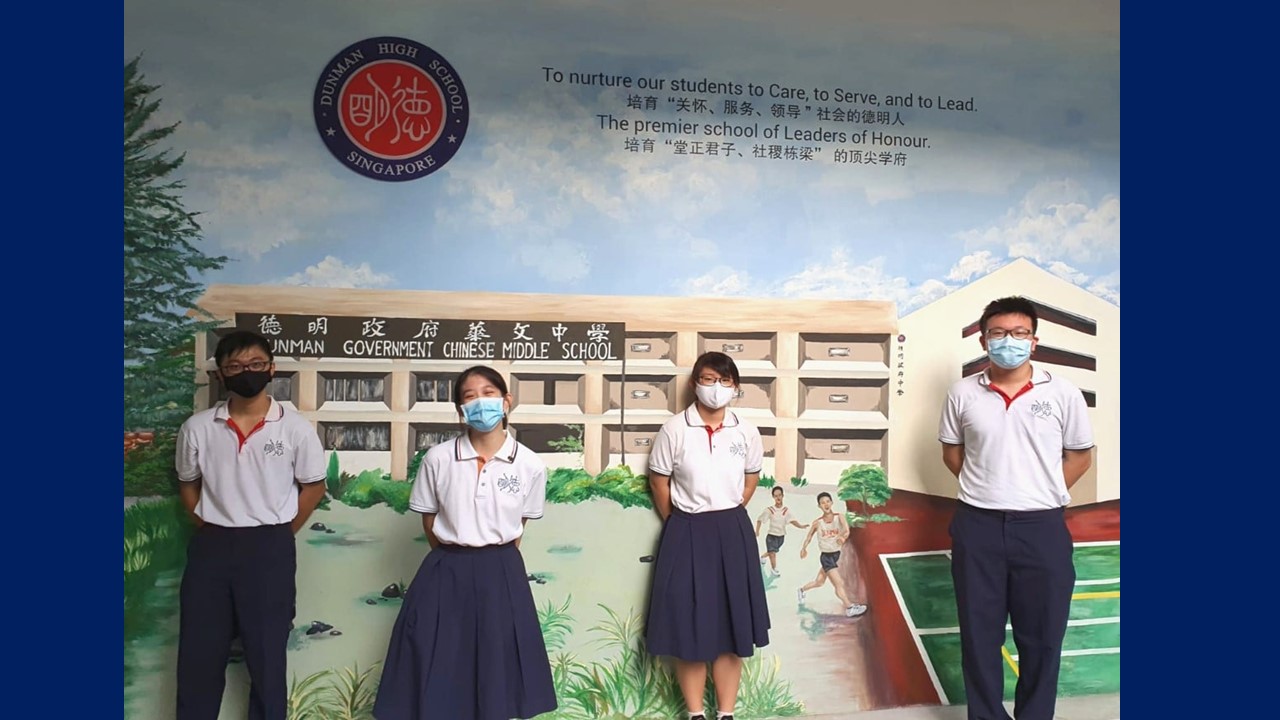 DUNMAN HIGH SCHOOL
德明
SINGAPORE
To nurture our students to Care, to Serve, and to Lead.
培育“关怀、服务、领导”社会的德明人
The premier school of Leaders of Honour.
培育“堂正君子、社稷栋梁” 的顶尖学府
德明政府華文中學
DUNMAN GOVERNMENT CHINESE MIDDLE SCHOOL